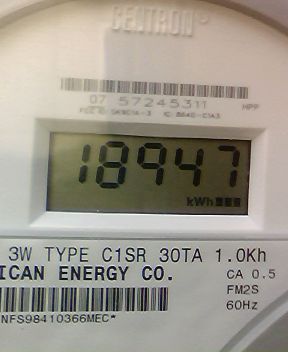 CENTRON
07 57245311 HPP
18947
kWh
3W TYPE C1SR 30TA 1.0Kh
ICAN ENERGY CO. CA 0.5
FM2S
60Hz
NFS98410366MEC*